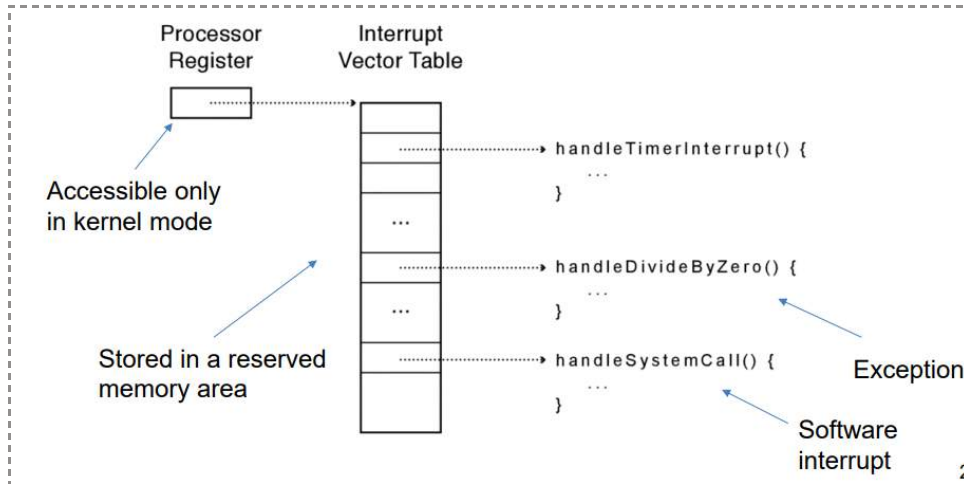 Processor
Register
Interrupt
Vector Table
Accessible only
in kernel mode
handleTimerInterrupt() {
...
}
...
handleDivideByZero() {
...
}
...
Stored in a reserved
memory area
handleSystemCall() {
...
}
Exception
Software
interrupt
2